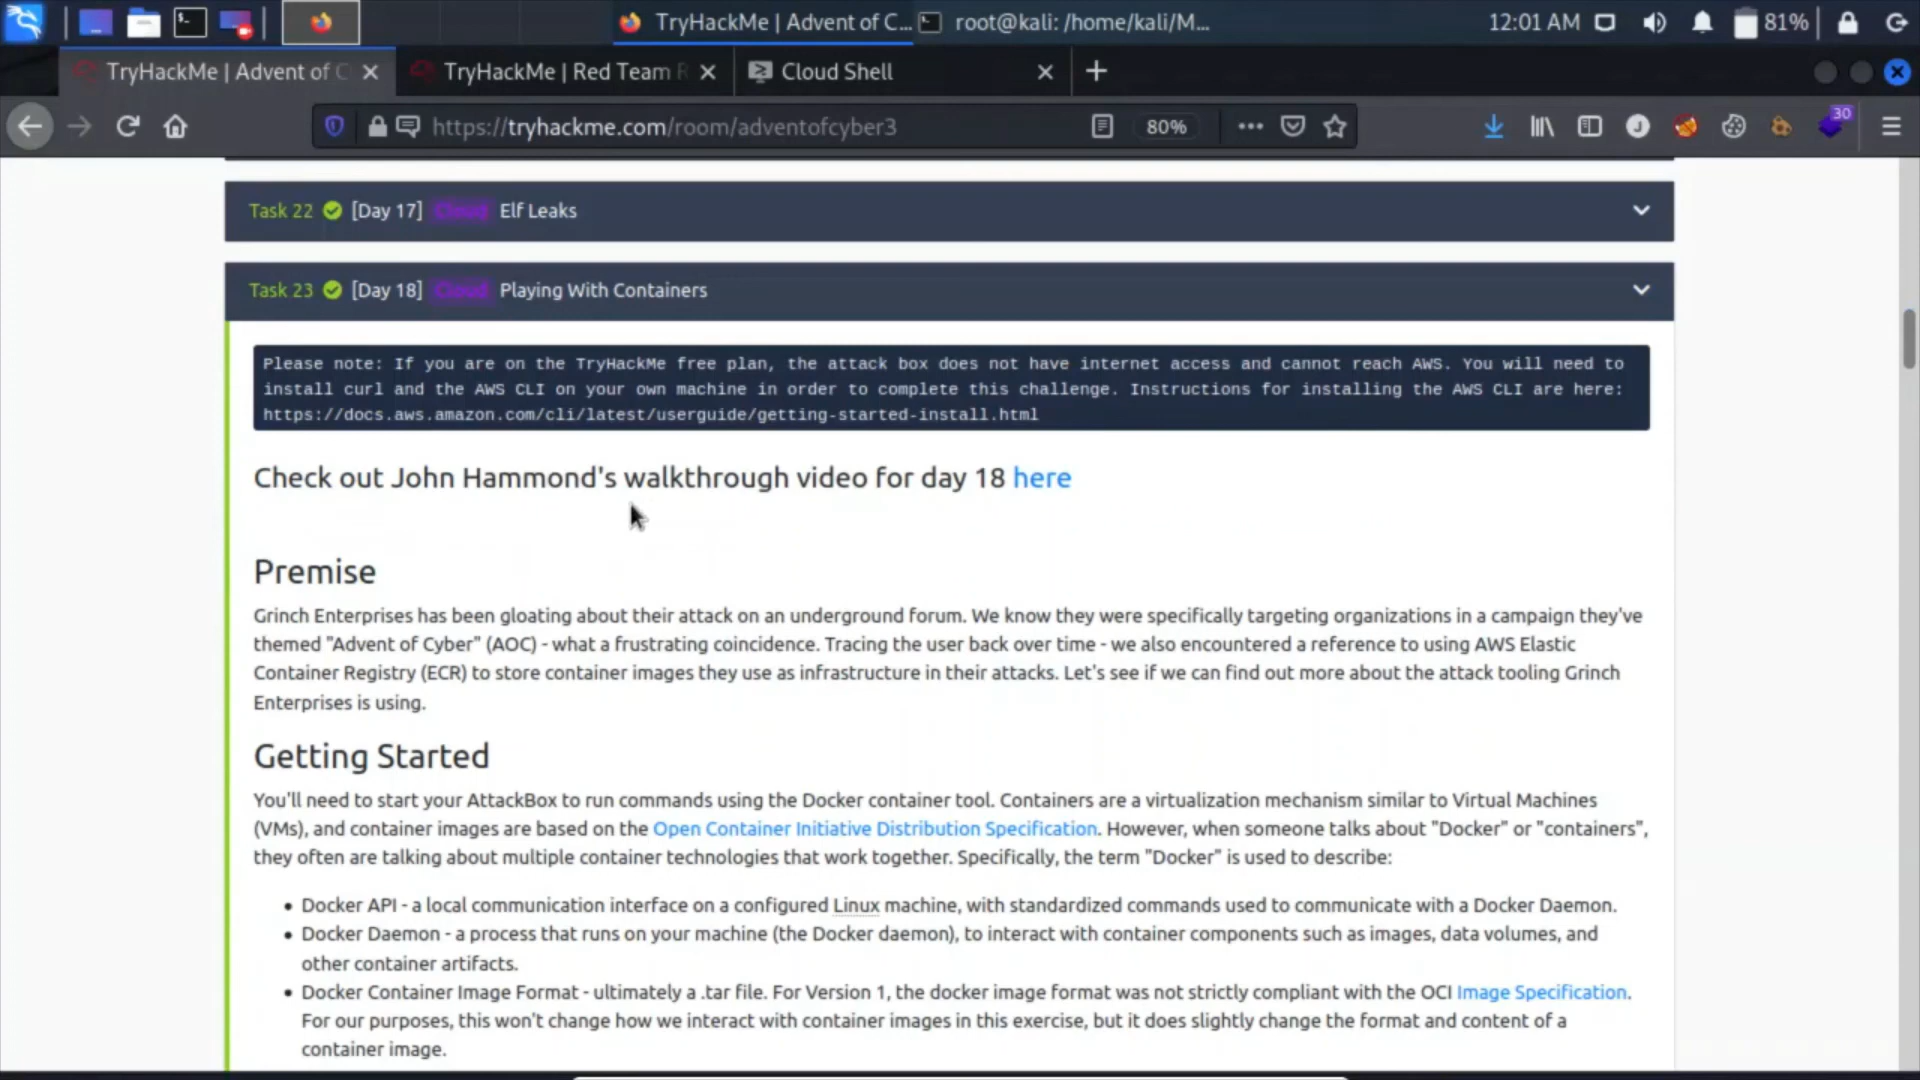 TryHackMe | Advent of C... root@kali: /home/kali/M... 12:01 AM 81%
TryHackMe | Advent of C TryHackMe | Red Team R Cloud Shell
https://tryhackme.com/room/adventofcyber3 80% 30
Task 22 [Day 17] Cloud Elf Leaks
Task 23 [Day 18] Cloud Playing With Containers
Please note: If you are on the TryHackMe free plan, the attack box does not have internet access and cannot reach AWS. You will need to
install curl and the AWS CLI on your own machine in order to complete this challenge. Instructions for installing the AWS CLI are here:
https://docs.aws.amazon.com/cli/latest/userguide/getting-started-install.html
Check out John Hammond's walkthrough video for day 18 here
Premise
Grinch Enterprises has been gloating about their attack on an underground forum. We know they were specifically targeting organizations in a campaign they've
themed "Advent of Cyber" (AOC) - what a frustrating coincidence. Tracing the user back over time - we also encountered a reference to using AWS Elastic
Container Registry (ECR) to store container images they use as infrastructure in their attacks. Let's see if we can find out more about the attack tooling Grinch
Enterprises is using.
Getting Started
You'll need to start your AttackBox to run commands using the Docker container tool. Containers are a virtualization mechanism similar to Virtual Machines
(VMs), and container images are based on the Open Container Initiative Distribution Specification. However, when someone talks about "Docker" or "containers",
they often are talking about multiple container technologies that work together. Specifically, the term "Docker" is used to describe:
• Docker API - a local communication interface on a configured Linux machine, with standardized commands used to communicate with a Docker Daemon.
• Docker Daemon - a process that runs on your machine (the Docker daemon), to interact with container components such as images, data volumes, and
other container artifacts.
• Docker Container Image Format - ultimately a .tar file. For Version 1, the docker image format was not strictly compliant with the OCI Image Specification.
For our purposes, this won't change how we interact with container images in this exercise, but it does slightly change the format and content of a
container image.